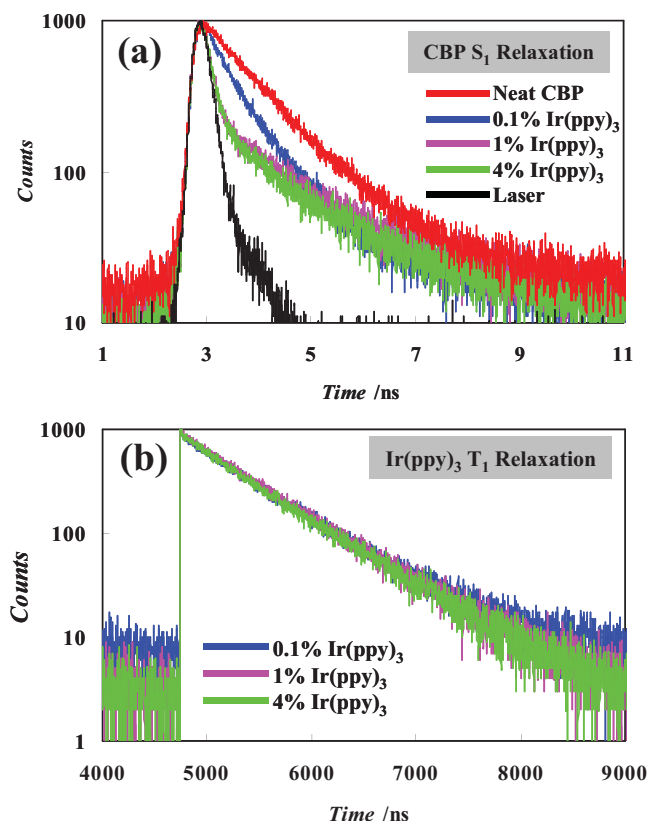 (a)
CBP S₁ Relaxation
Neat CBP
0.1% Ir(ppy)₃
1% Ir(ppy)₃
4% Ir(ppy)₃
Laser
Counts
1000
100
10
1 3 5 7 9 11
Time /ns
(b)
Ir(ppy)₃ T₁ Relaxation
Counts
1000
100
10
1
0.1% Ir(ppy)₃
1% Ir(ppy)₃
4% Ir(ppy)₃
4000 5000 6000 7000 8000 9000
Time /ns